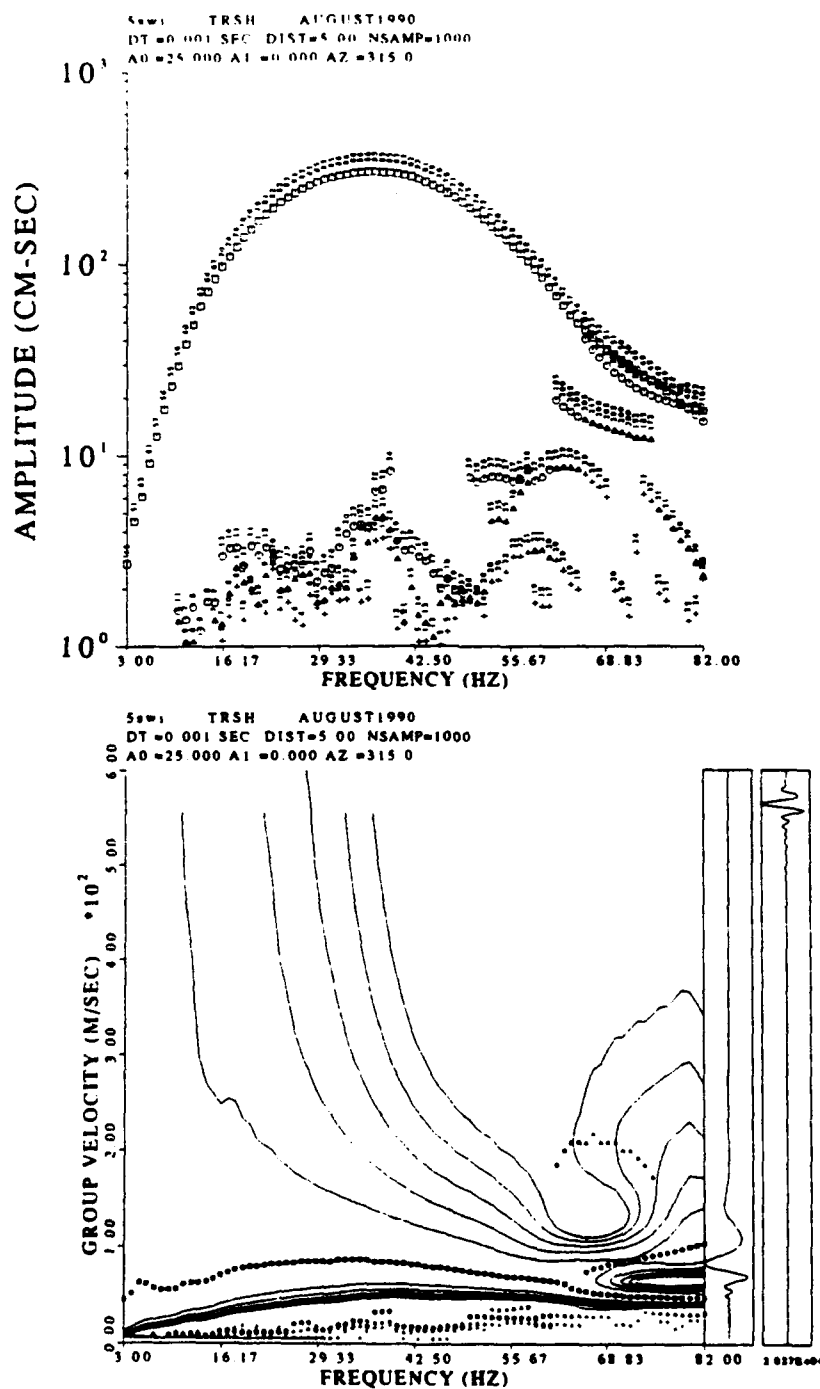 5swi TRSH AUGUST1990
DT =0.001 SEC DIST=5.00 NSAMP=1000
A0 =25.000 A1 =0.000 AZ =315.0
10³
10²
10¹
10⁰
AMPLITUDE (CM-SEC)
3.00 16.17 29.33 42.50 55.67 68.83 82.00
FREQUENCY (HZ)
5swi TRSH AUGUST1990
DT =0.001 SEC DIST=5.00 NSAMP=1000
A0 =25.000 A1 =0.000 AZ =315.0
6.00
5.00
4.00
3.00
2.00
1.00
0.00
GROUP VELOCITY (M/SEC) *10²
3.00 16.17 29.33 42.50 55.67 68.83 82.00
FREQUENCY (HZ)